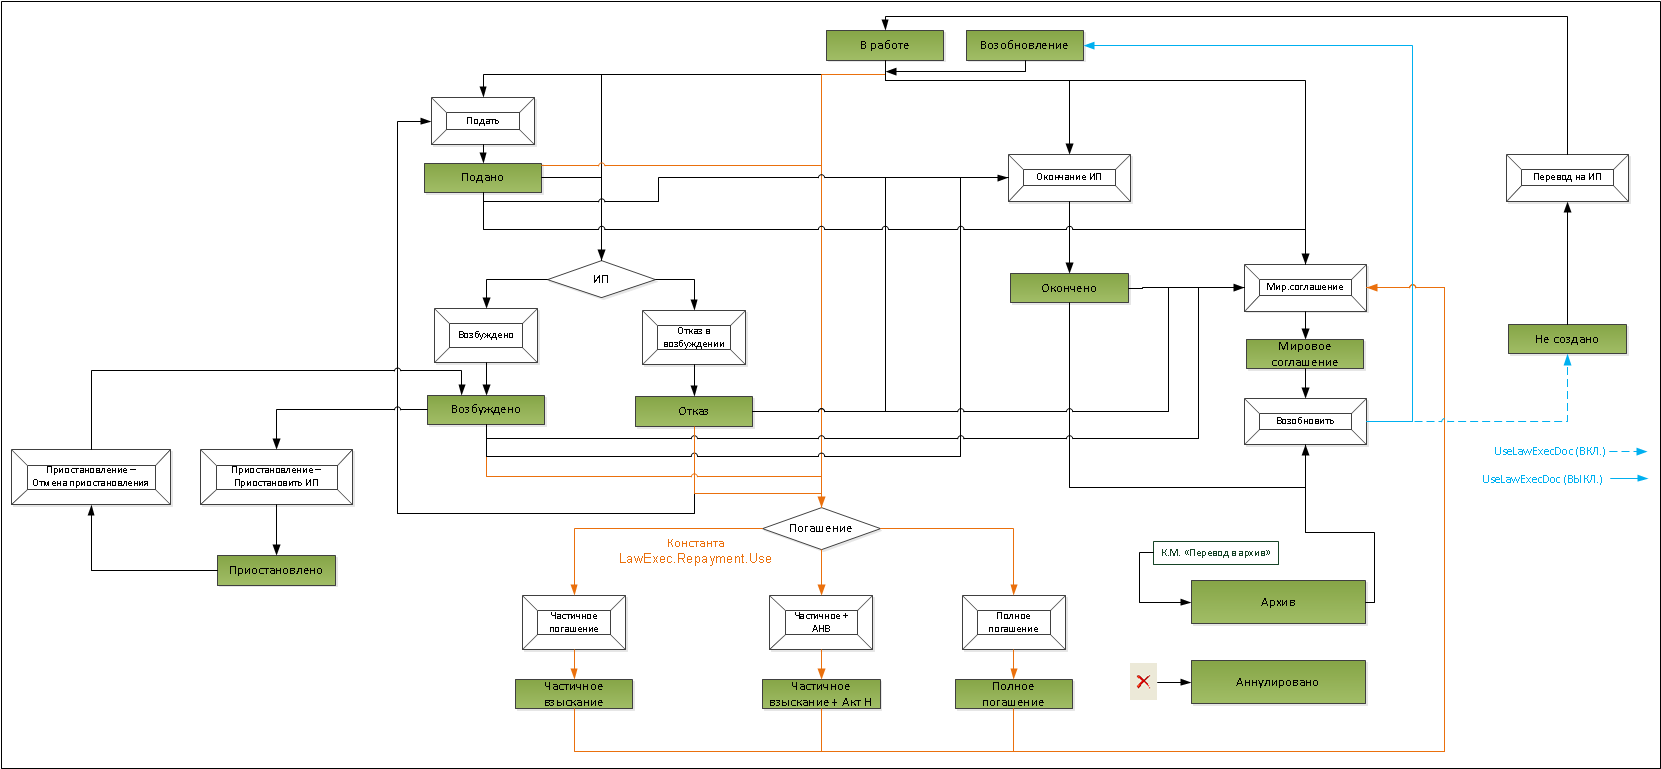 В работе
Возобновление
Подать
Подано
Окончание ИП
Перевод на ИП
ИП
Окончено
Мир.соглашение
Возбуждено
Отказ в
возбуждении
Мировое
соглашение
Не создано
Возбуждено
Отказ
Возобновить
Приостановление –
Отмена приостановления
Приостановление –
Приостановить ИП
UseLawExecDoc (ВКЛ.)
UseLawExecDoc (ВЫКЛ.)
Погашение
Константа
LawExec.Repayment.Use
К.М. «Перевод в архив»
Приостановлено
Архив
Частичное
погашение
Частичное +
АНВ
Полное
погашение
Аннулировано
Частичное
взыскание
Частичное
взыскание + Акт Н
Полное
погашение